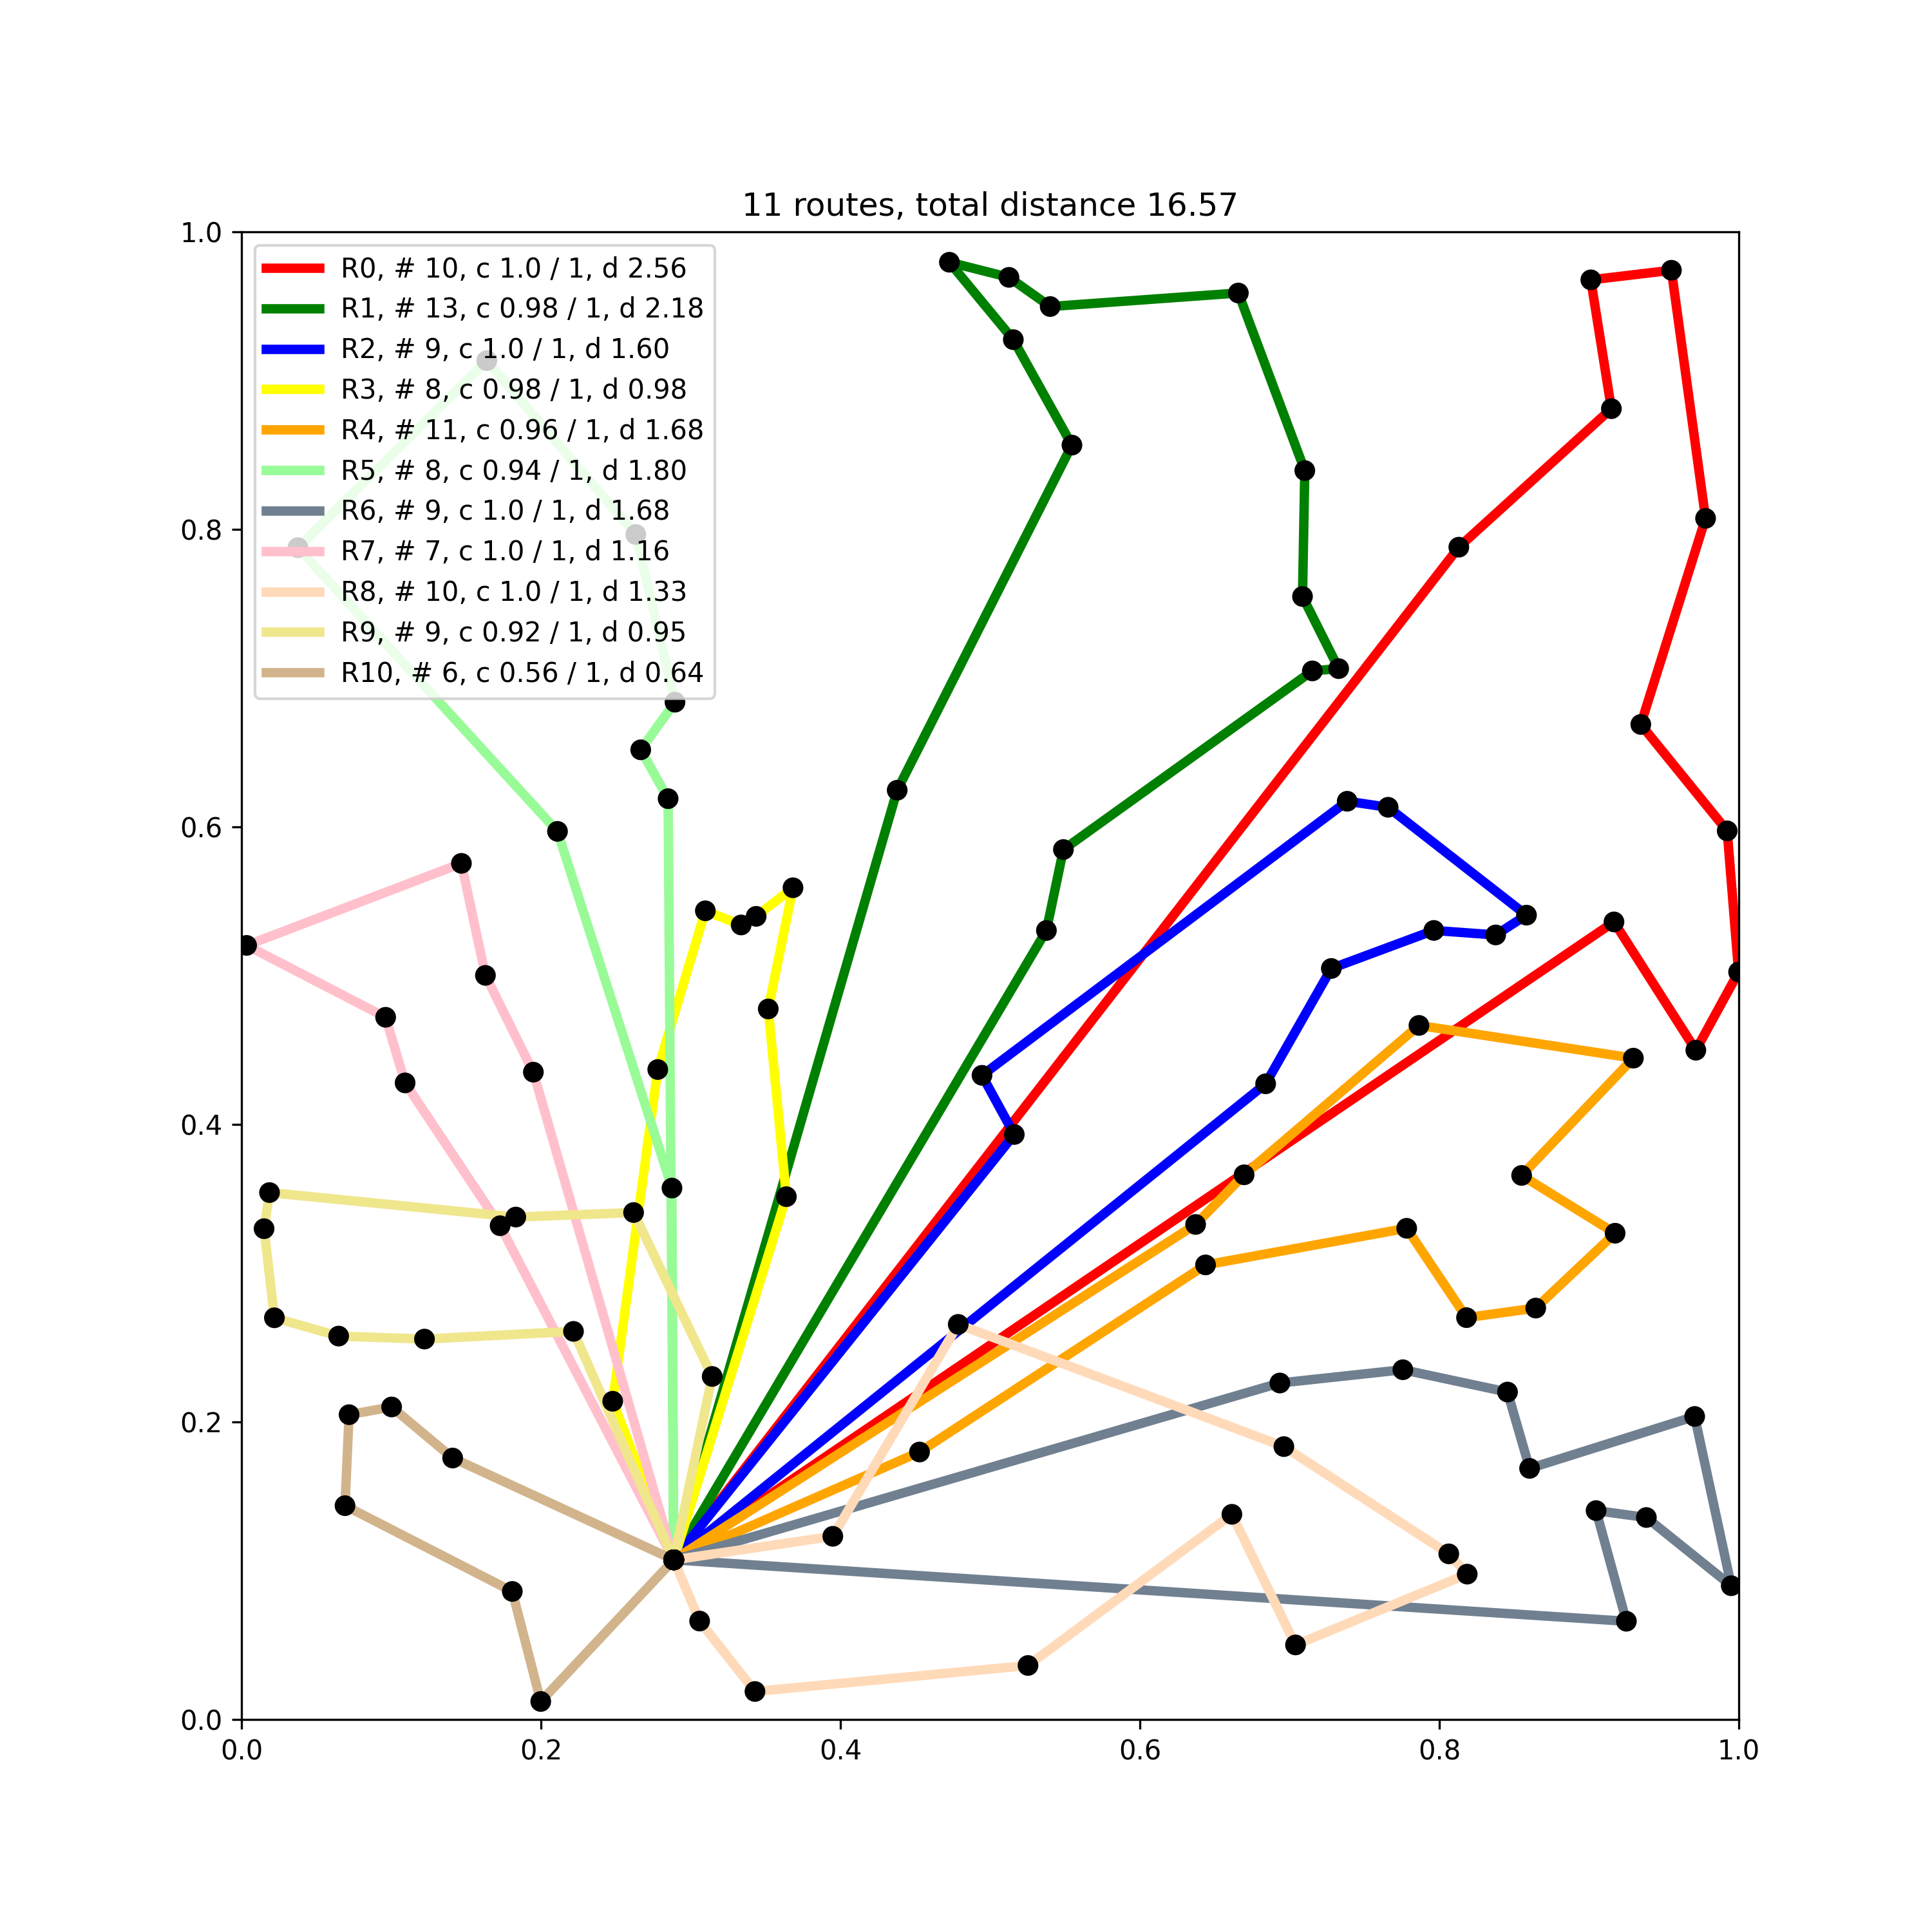 11 routes, total distance 16.57
R0, # 10, c 1.0 / 1, d 2.56
R1, # 13, c 0.98 / 1, d 2.18
R2, # 9, c 1.0 / 1, d 1.60
R3, # 8, c 0.98 / 1, d 0.98
R4, # 11, c 0.96 / 1, d 1.68
R5, # 8, c 0.94 / 1, d 1.80
R6, # 9, c 1.0 / 1, d 1.68
R7, # 7, c 1.0 / 1, d 1.16
R8, # 10, c 1.0 / 1, d 1.33
R9, # 9, c 0.92 / 1, d 0.95
R10, # 6, c 0.56 / 1, d 0.64
1.0
0.8
0.6
0.4
0.2
0.0
0.0 0.2 0.4 0.6 0.8 1.0